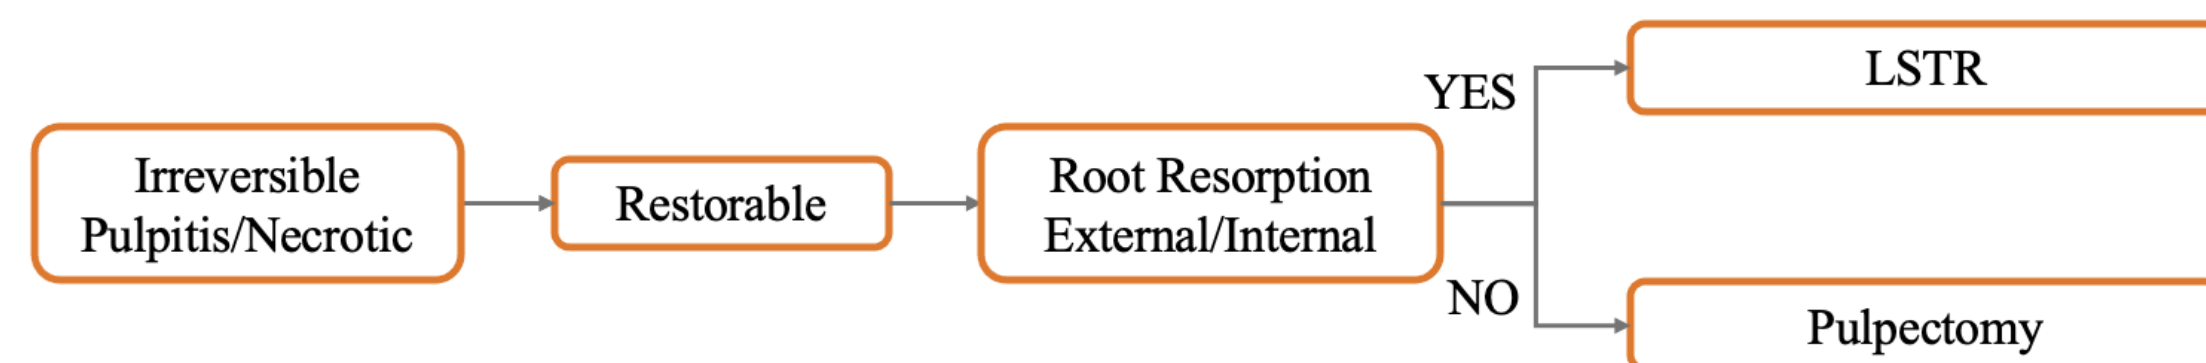 Irreversible
Pulpitis/Necrotic
Restorable
Root Resorption
External/Internal
YES
LSTR
NO
Pulpectomy